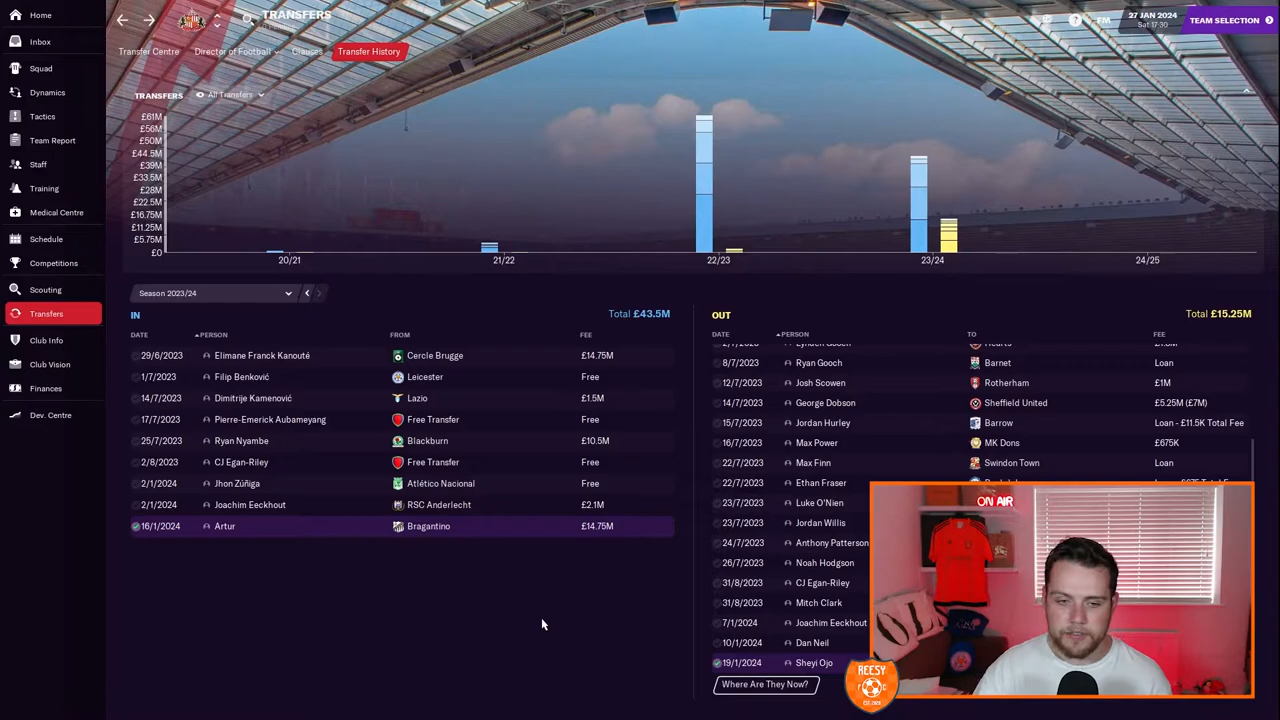 Home
TRANSFERS
27 JAN 2024
Sat 17:30
FM
TEAM SELECTION
Inbox
Transfer Centre
Director of Football
Clauses
Transfer History
Squad
Dynamics
Tactics
Team Report
Staff
Training
Medical Centre
Schedule
Competitions
Scouting
Transfers
Club Info
Club Vision
Finances
Dev. Centre
TRANSFERS
All Transfers
£61M
£56M
£50M
£44.5M
£39M
£33.5M
£28M
£22.5M
£16.75M
£11.25M
£5.75M
£0
20/21
21/22
22/23
23/24
24/25
Season 2023/24
IN
Total £43.5M
DATE PERSON FROM FEE
29/6/2023 Elimane Franck Kanouté Cercle Brugge £14.75M
1/7/2023 Filip Benković Leicester Free
14/7/2023 Dimitrije Kamenović Lazio £1.5M
17/7/2023 Pierre-Emerick Aubameyang Free Transfer Free
25/7/2023 Ryan Nyambe Blackburn £10.5M
2/8/2023 CJ Egan-Riley Free Transfer Free
2/1/2024 Jhon Zúñiga Atlético Nacional Free
2/1/2024 Joachim Eeckhout RSC Anderlecht £2.1M
16/1/2024 Artur Bragantino £14.75M
OUT
Total £15.25M
DATE PERSON TO FEE
8/7/2023 Ryan Gooch Barnet Loan
12/7/2023 Josh Scowen Rotherham £1M
14/7/2023 George Dobson Sheffield United £5.25M (£7M)
15/7/2023 Jordan Hurley Barrow Loan - £11.5K Total Fee
16/7/2023 Max Power MK Dons £675K
22/7/2023 Max Finn Swindon Town Loan
22/7/2023 Ethan Fraser
23/7/2023 Luke O'Nien
23/7/2023 Jordan Willis
24/7/2023 Anthony Patterson
26/7/2023 Noah Hodgson
31/8/2023 CJ Egan-Riley
31/8/2023 Mitch Clark
7/1/2024 Joachim Eeckhout
10/1/2024 Dan Neil
19/1/2024 Sheyi Ojo
Where Are They Now?
ON AIR
REESY
FC
EST. 2020